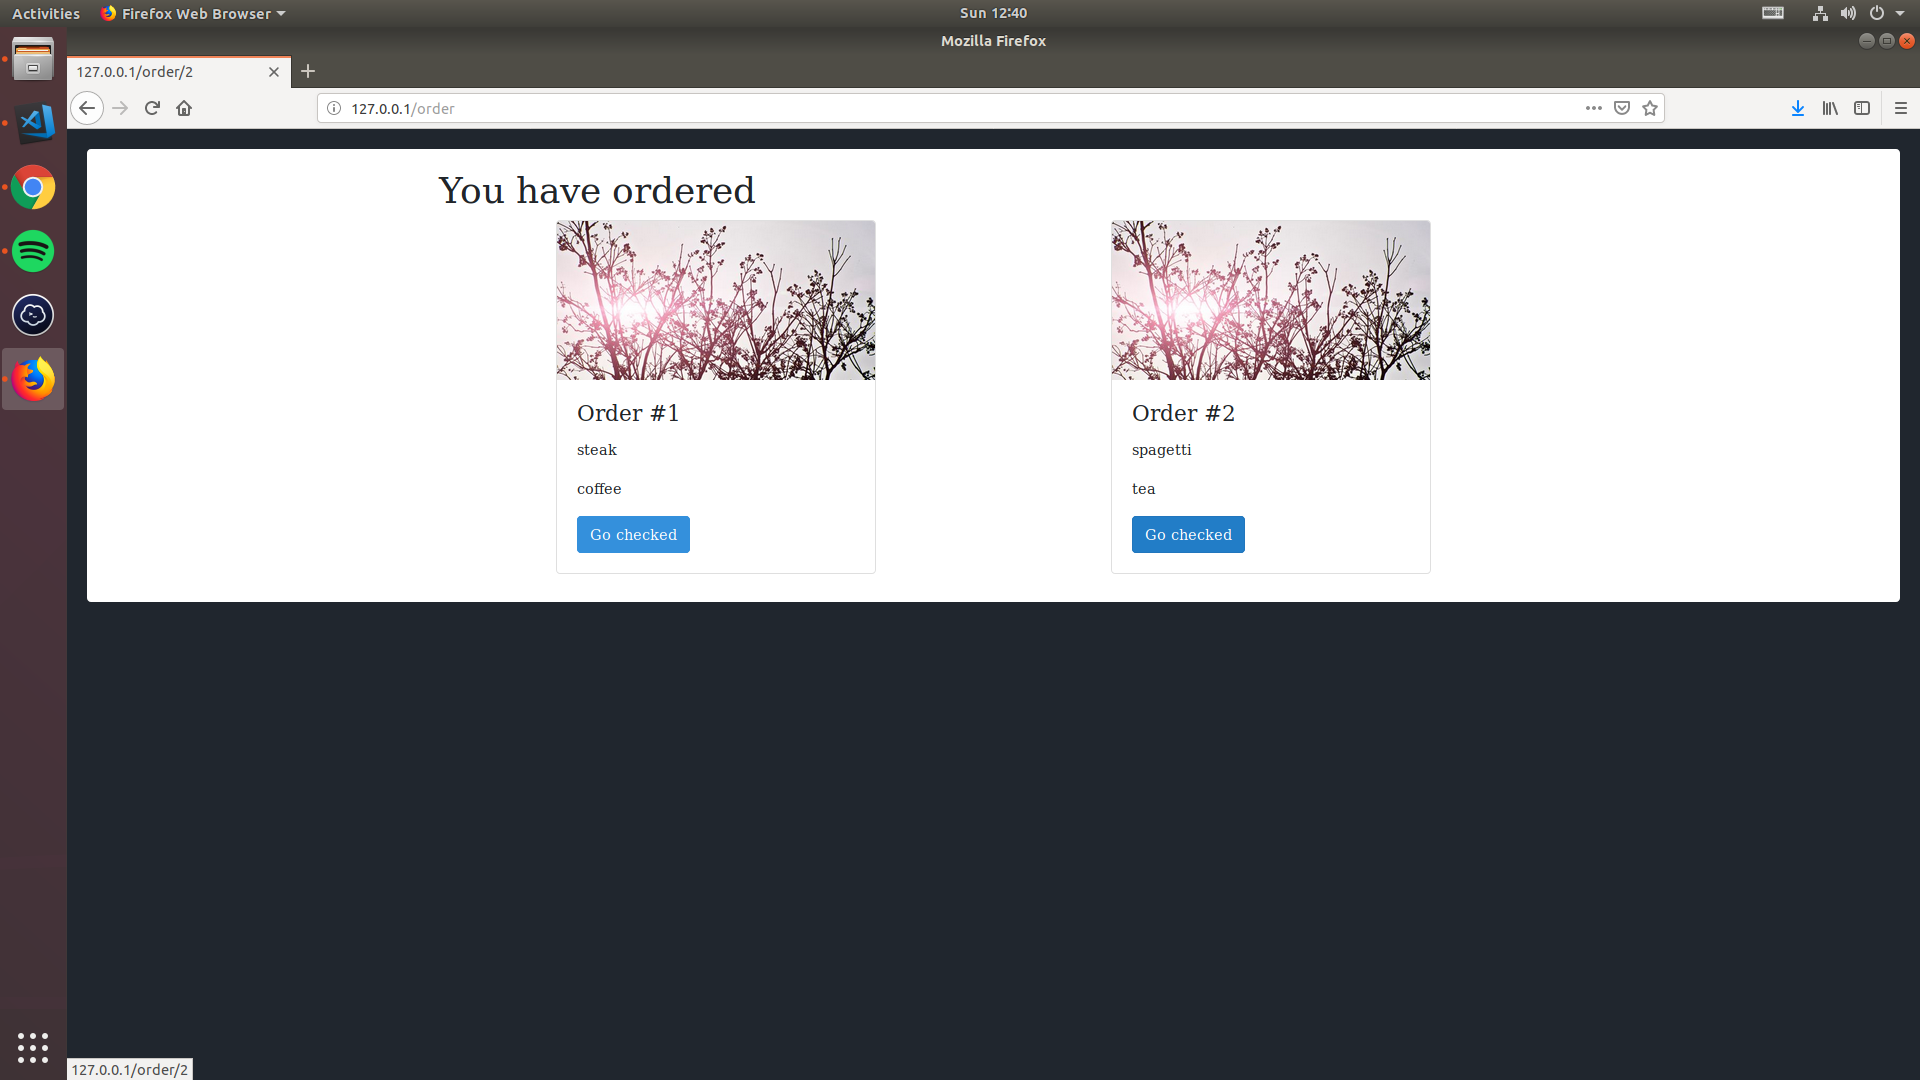 Activities
Firefox Web Browser
Sun 12:40
Mozilla Firefox
127.0.0.1/order/2
127.0.0.1/order
You have ordered
Order #1
steak
coffee
Go checked
Order #2
spagetti
tea
Go checked
127.0.0.1/order/2